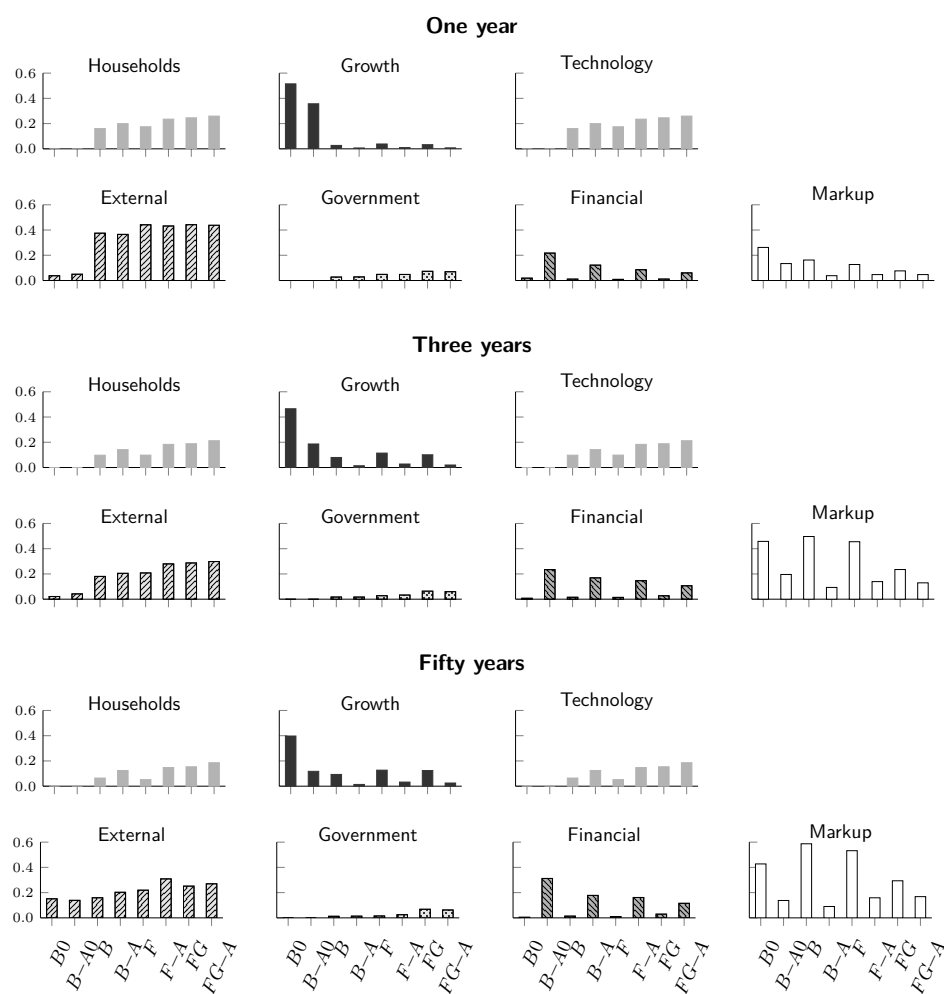 One year
Households Growth Technology
0.6
0.4
0.2
0.0
External Government Financial Markup
0.6
0.4
0.2
0.0
Three years
Households Growth Technology
0.6
0.4
0.2
0.0
External Government Financial Markup
0.6
0.4
0.2
0.0
Fifty years
Households Growth Technology
0.6
0.4
0.2
0.0
External Government Financial Markup
0.6
0.4
0.2
0.0
B0 B−A0 B B−A F F−A FG FG−A B0 B−A0 B B−A F F−A FG FG−A B0 B−A0 B B−A F F−A FG FG−A B0 B−A0 B B−A F F−A FG FG−A